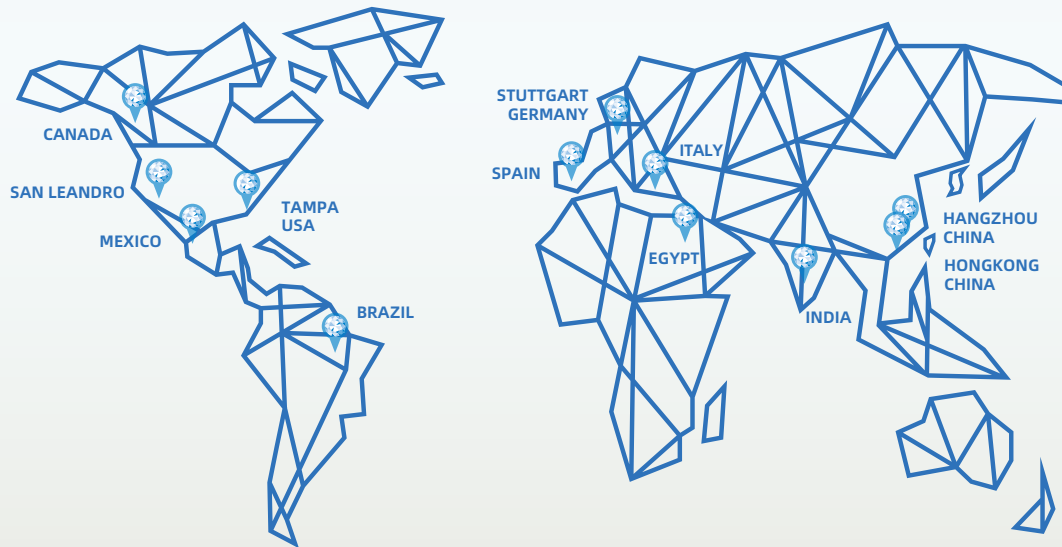 CANADA
SAN LEANDRO
MEXICO
TAMPA
USA
BRAZIL
STUTTGART
GERMANY
SPAIN
ITALY
EGYPT
INDIA
HANGZHOU
CHINA
HONGKONG
CHINA